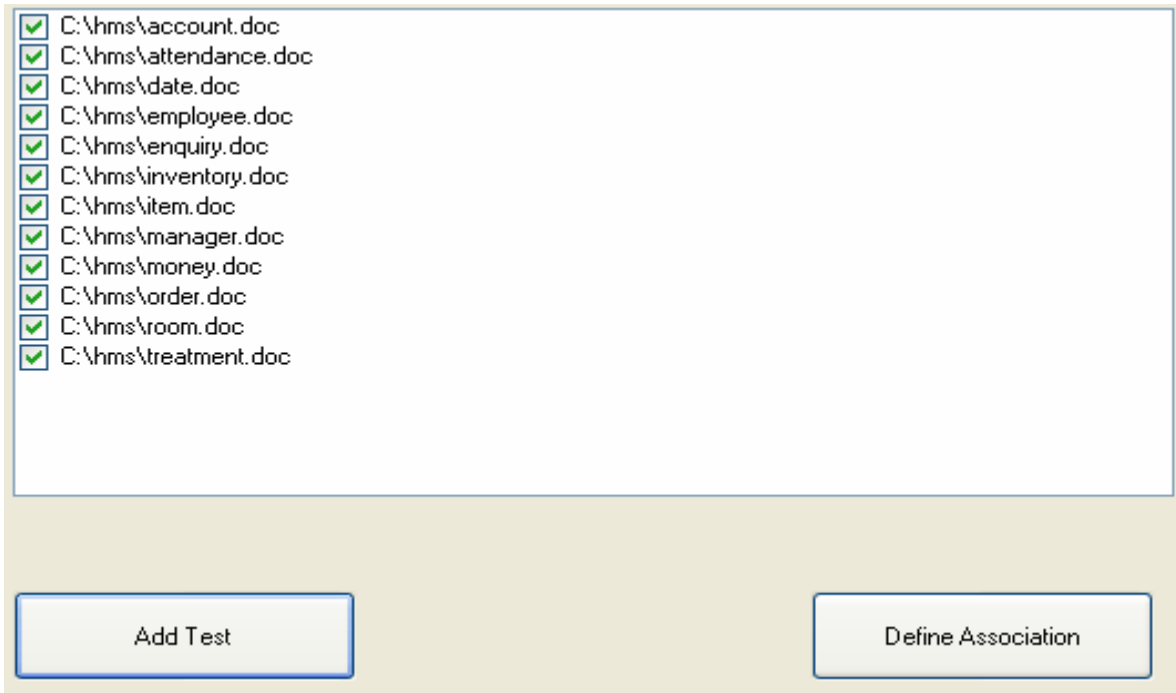 C:\hms\account.doc
C:\hms\attendance.doc
C:\hms\date.doc
C:\hms\employee.doc
C:\hms\enquiry.doc
C:\hms\inventory.doc
C:\hms\item.doc
C:\hms\manager.doc
C:\hms\money.doc
C:\hms\order.doc
C:\hms\room.doc
C:\hms\treatment.doc
Add Test
Define Association